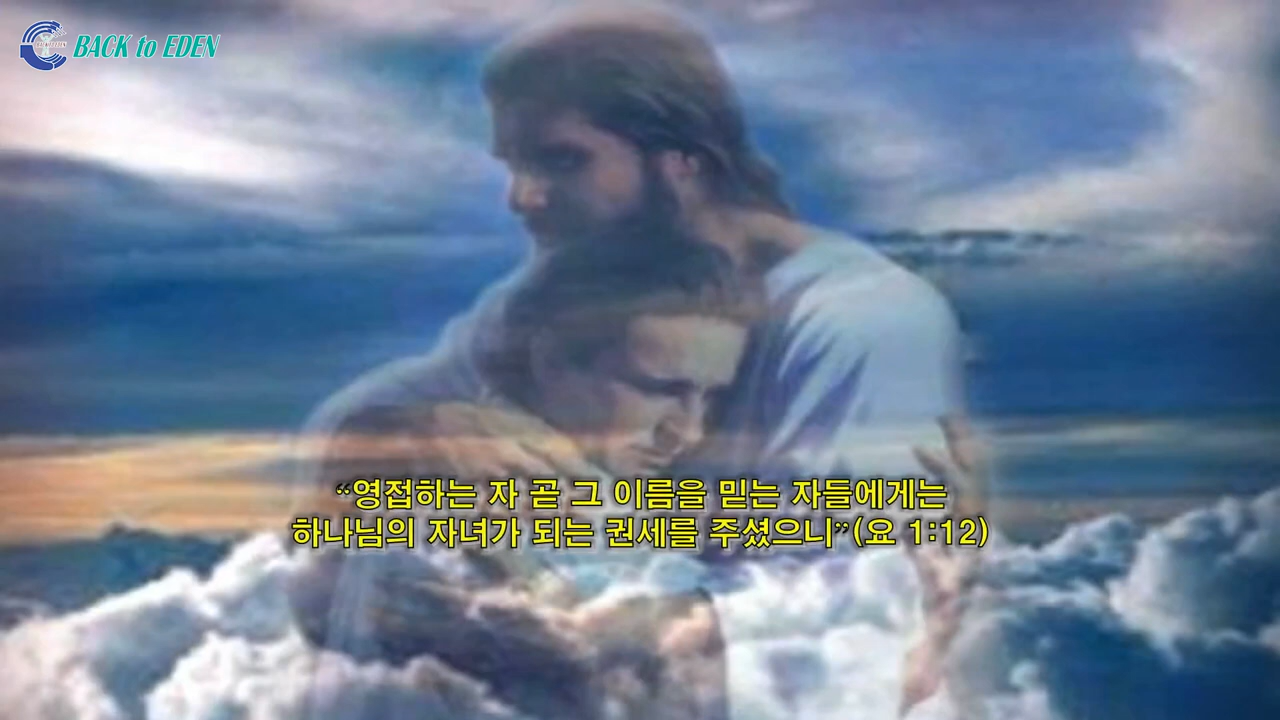 BACK to EDEN
“영접하는 자 곧 그 이름을 믿는 자들에게는
하나님의 자녀가 되는 권세를 주셨으니”(요 1:12)